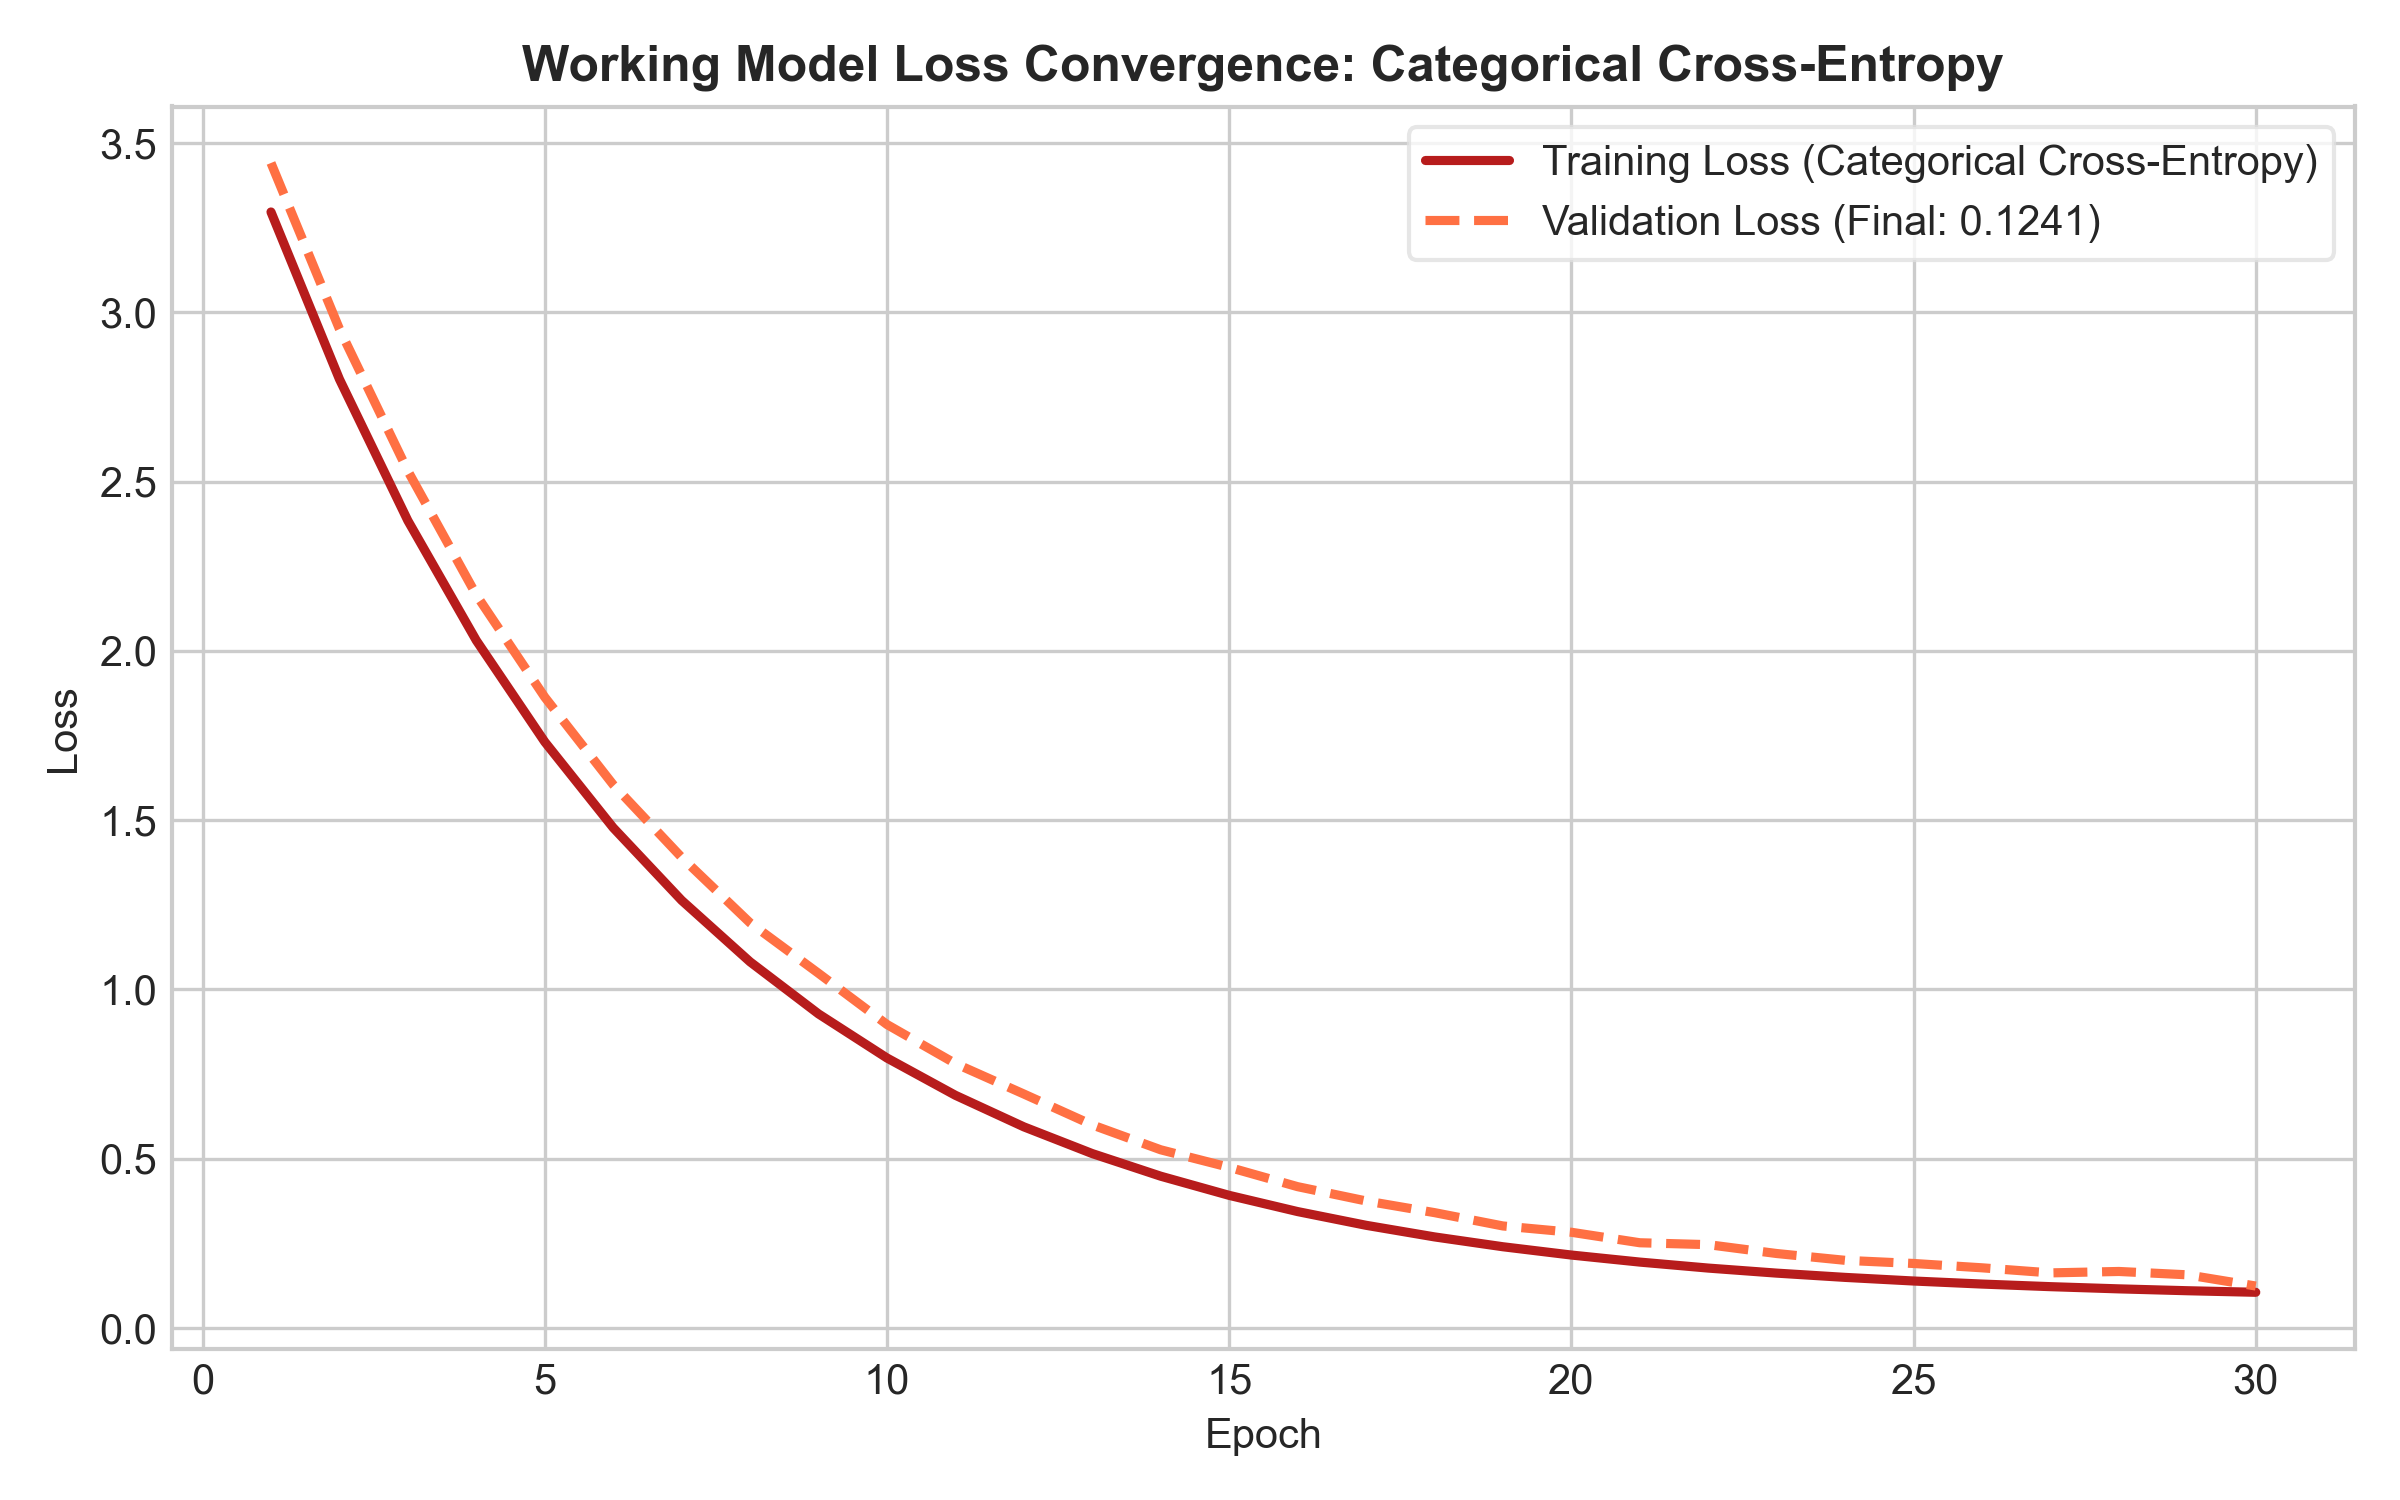 Working Model Loss Convergence: Categorical Cross-Entropy
Training Loss (Categorical Cross-Entropy)
Validation Loss (Final: 0.1241)
3.5
3.0
2.5
2.0
1.5
1.0
0.5
0.0
Loss
0 5 10 15 20 25 30
Epoch